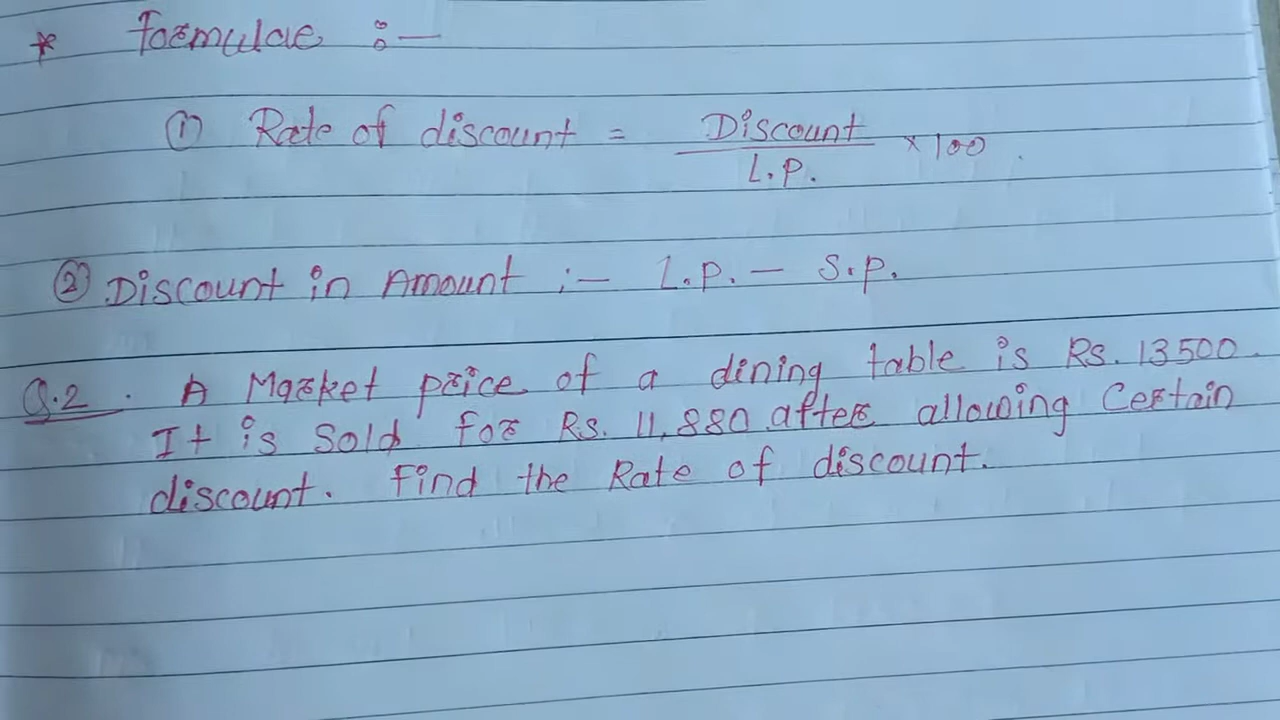 * Formulae :—
① Rate of discount = Discount / L.P. × 100.
② Discount in Amount :- L.P. - S.P.
Q.2. A Market price of a dining table is Rs. 13500.
It is sold for Rs. 11,880 after allowing Certain
discount. Find the Rate of discount.